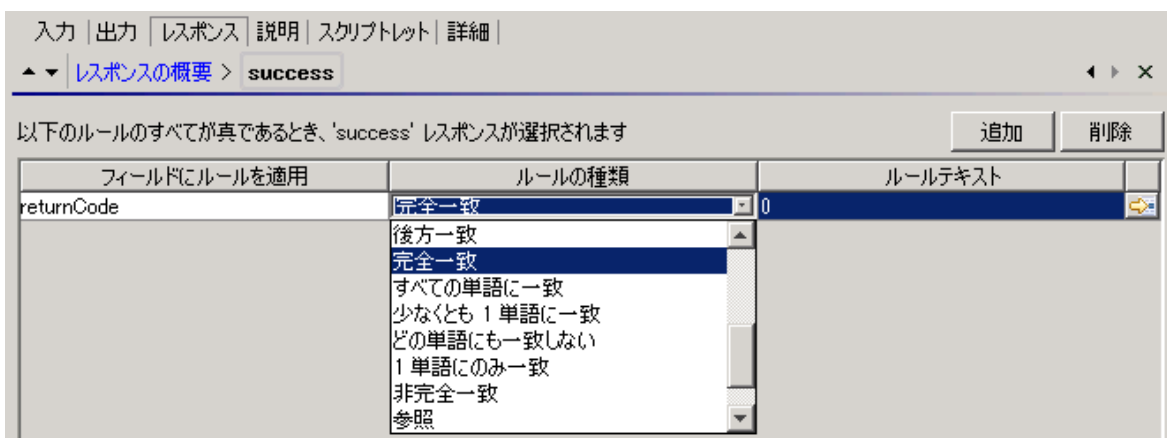 入力 出力 レスポンス 説明 スクリプトレット 詳細
レスポンスの概要 > success
以下のルールのすべてが真であるとき、'success' レスポンスが選択されます 追加 削除
フィールドにルールを適用 ルールの種類 ルールテキスト
returnCode 完全一致 0
後方一致
完全一致
すべての単語に一致
少なくとも 1 単語に一致
どの単語にも一致しない
1 単語にのみ一致
非完全一致
参照